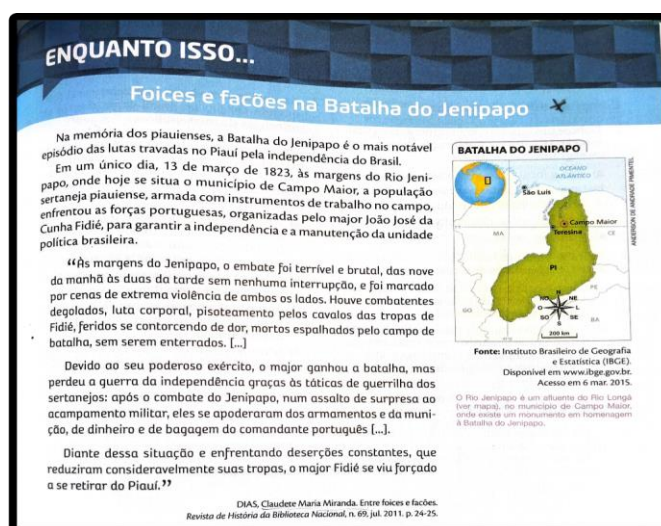 ENQUANTO ISSO...
Foices e facões na Batalha do Jenipapo
Na memória dos piauienses, a Batalha do Jenipapo é o mais notável
episódio das lutas travadas no Piauí pela independência do Brasil.
Em um único dia, 13 de março de 1823, às margens do Rio Jeni-
papo, onde hoje se situa o município de Campo Maior, a população
sertaneja piauiense, armada com instrumentos de trabalho no campo,
enfrentou as forças portuguesas, organizadas pelo major João José da
Cunha Fidié, para garantir a independência e a manutenção da unidade
política brasileira.
“Às margens do Jenipapo, o embate foi terrível e brutal, das nove
da manhã às duas da tarde sem nenhuma interrupção, e foi marcado
por cenas de extrema violência de ambos os lados. Houve combatentes
degolados, luta corporal, pisoteamento pelos cavalos das tropas de
Fidié, feridos se contorcendo de dor, mortos espalhados pelo campo de
batalha, sem serem enterrados. [...]
Devido ao seu poderoso exército, o major ganhou a batalha, mas
perdeu a guerra da independência graças às táticas de guerrilha dos
sertanejos: após o combate do Jenipapo, num assalto de surpresa ao
acampamento militar, eles se apoderaram dos armamentos e da muni-
ção, de dinheiro e de bagagem do comandante português [...].
Diante dessa situação e enfrentando deserções constantes, que
reduziram consideravelmente suas tropas, o major Fidié se viu forçado
a se retirar do Piauí.”
DIAS, Claudete Maria Miranda. Entre foices e facões.
Revista de História da Biblioteca Nacional, n. 69, jul. 2011. p. 24-25.
BATALHA DO JENIPAPO
OCEANO
ATLÂNTICO
São Luís
Campo Maior
Teresina
MA
CE
PI
PE
N
NO
NE
O
L
SO
SE
S
GO
BA
200 km
ANDERSON DE ANDRADE PIMENTEL
Fonte: Instituto Brasileiro de Geografia
e Estatística (IBGE).
Disponível em www.ibge.gov.br.
Acesso em 6 mar. 2015.
O Rio Jenipapo é um afluente do Rio Longá
(ver mapa), no município de Campo Maior,
onde existe um monumento em homenagem
à Batalha do Jenipapo.